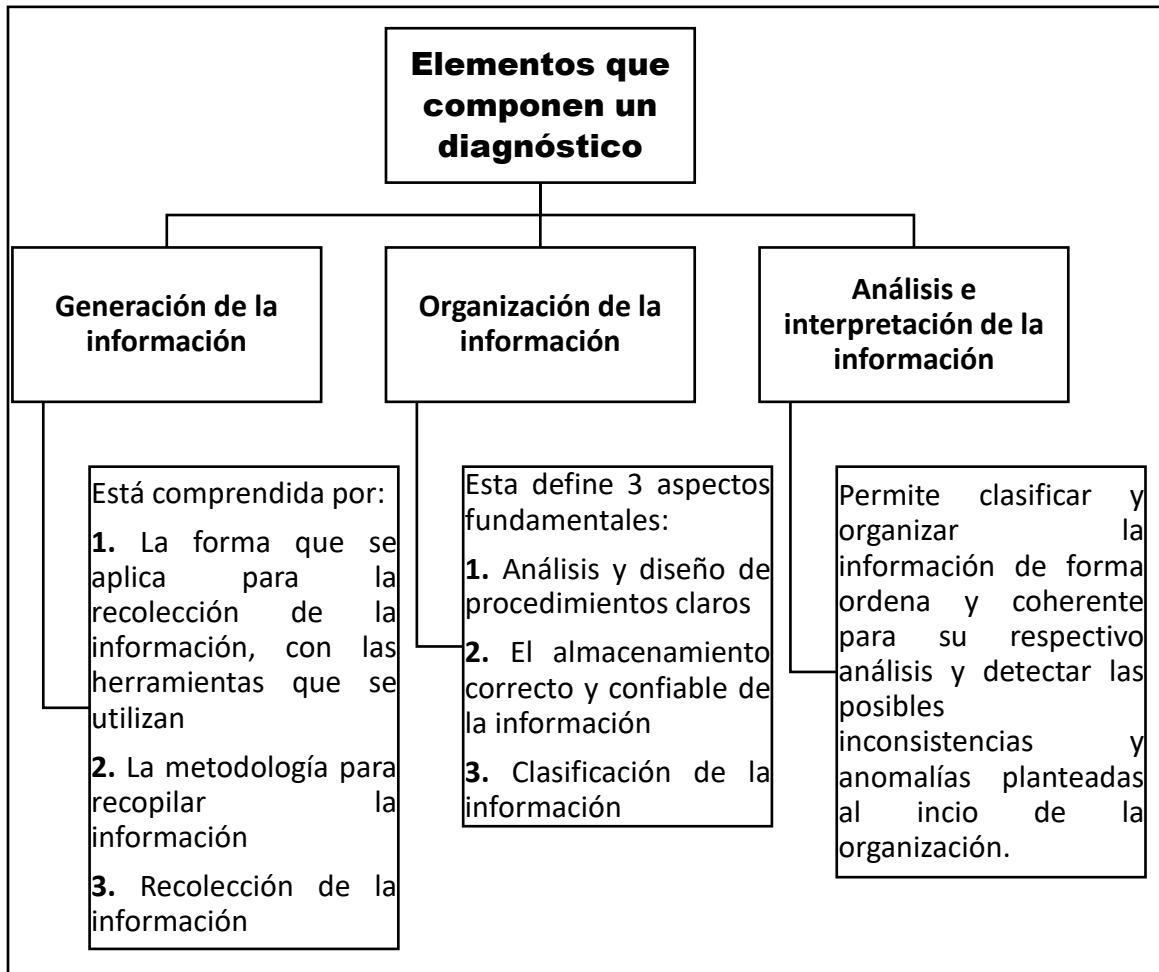 Elementos que
componen un
diagnóstico
Generación de la
información
Organización de la
información
Análisis e
interpretación de la
información
Está comprendida por:
1. La forma que se
aplica para la
recolección de la
información, con las
herramientas que se
utilizan
2. La metodología para
recopilar la
información
3. Recolección de la
información
Esta define 3 aspectos
fundamentales:
1. Análisis y diseño de
procedimientos claros
2. El almacenamiento
correcto y confiable de
la información
3. Clasificación de la
información
Permite clasificar y
organizar la
información de forma
ordena y coherente
para su respectivo
análisis y detectar las
posibles
inconsistencias y
anomalías planteadas
al incio de la
organización.